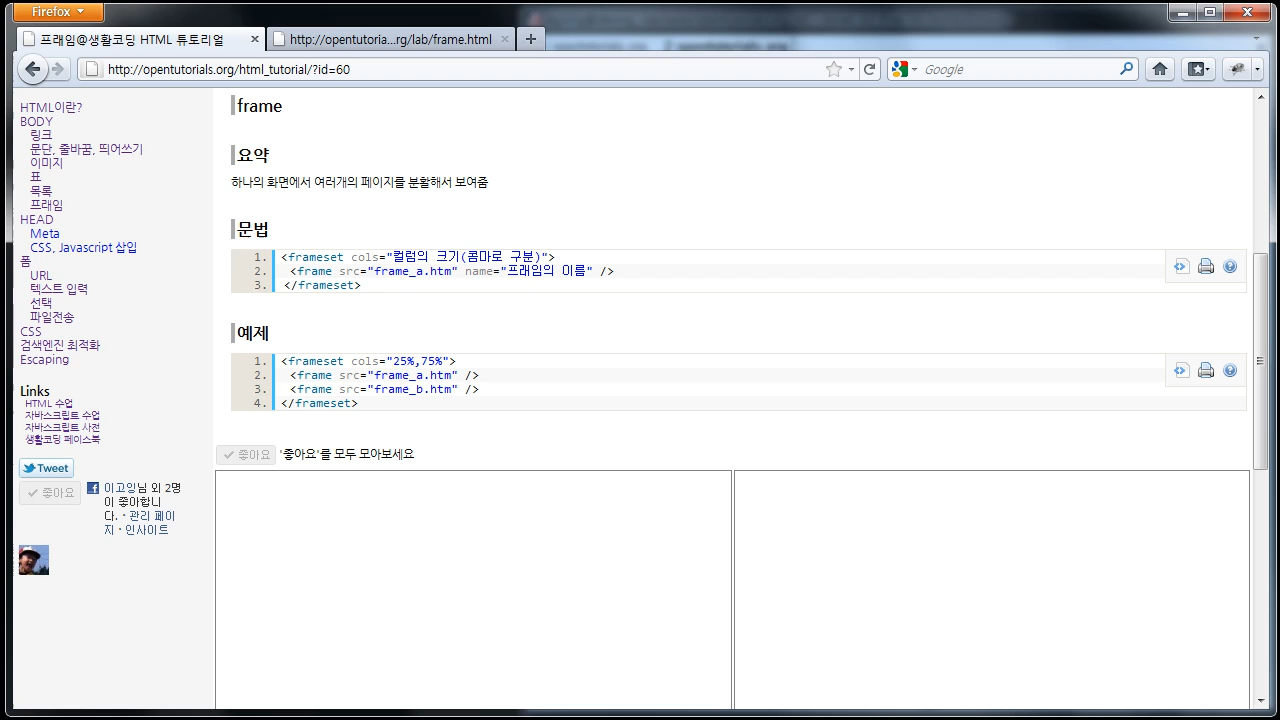 Firefox
프래임@생활코딩 HTML 튜토리얼
http://opentutoria...rg/lab/frame.html
http://opentutorials.org/html_tutorial/?id=60
Google
HTML이란?
BODY
링크
문단, 줄바꿈, 띄어쓰기
이미지
표
목록
프래임
HEAD
Meta
CSS, Javascript 삽입
폼
URL
텍스트 입력
선택
파일전송
CSS
검색엔진 최적화
Escaping
Links
HTML 수업
자바스크립트 수업
자바스크립트 사전
생활코딩 페이스북
Tweet
좋아요
이고잉님 외 2명
이 좋아합니
다. · 관리 페이
지 · 인사이트
frame
요약
하나의 화면에서 여러개의 페이지를 분할해서 보여줌
문법
1. <frameset cols="컬럼의 크기(콤마로 구분)">
2. <frame src="frame_a.htm" name="프래임의 이름" />
3. </frameset>
예제
1. <frameset cols="25%,75%">
2. <frame src="frame_a.htm" />
3. <frame src="frame_b.htm" />
4. </frameset>
좋아요 '좋아요'를 모두 모아보세요